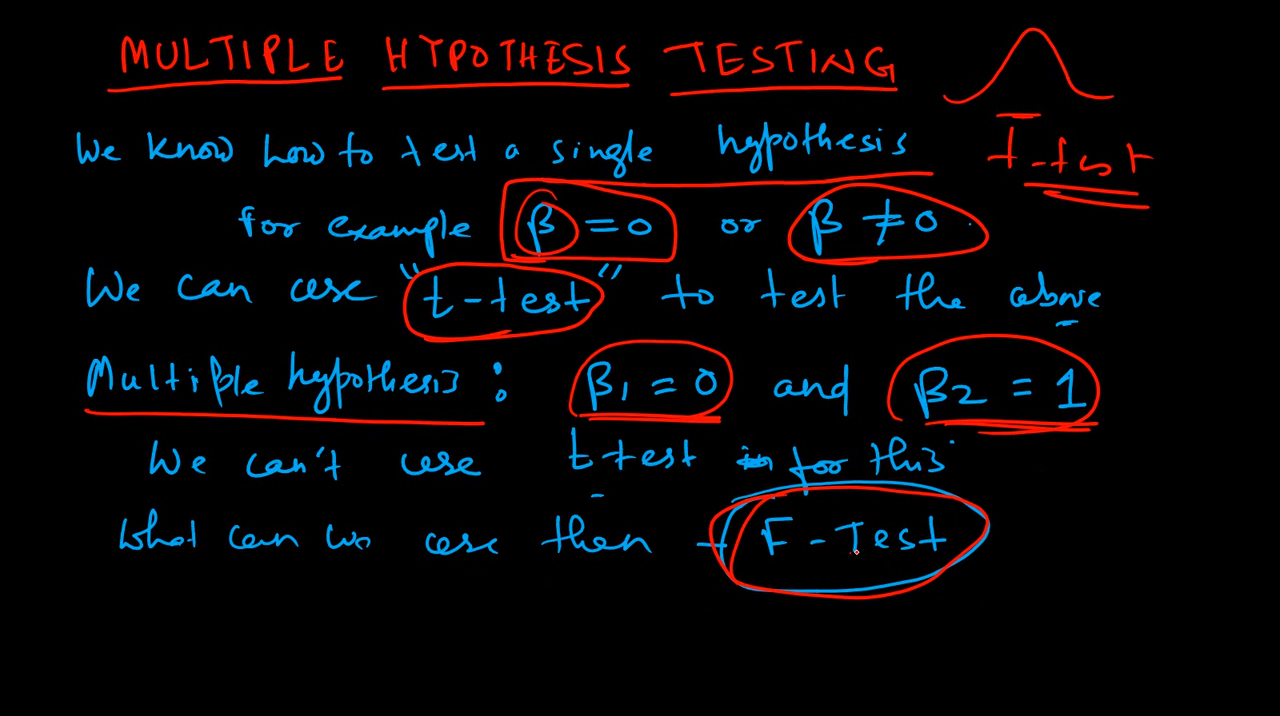 MULTIPLE HYPOTHESIS TESTING
T-test
We know how to test a single hypothesis
for example β = 0 or β ≠ 0
We can use "t-test" to test the above
Multiple hypothesis: β1 = 0 and β2 = 1
We can't use t test for this
What can we use then → F-Test